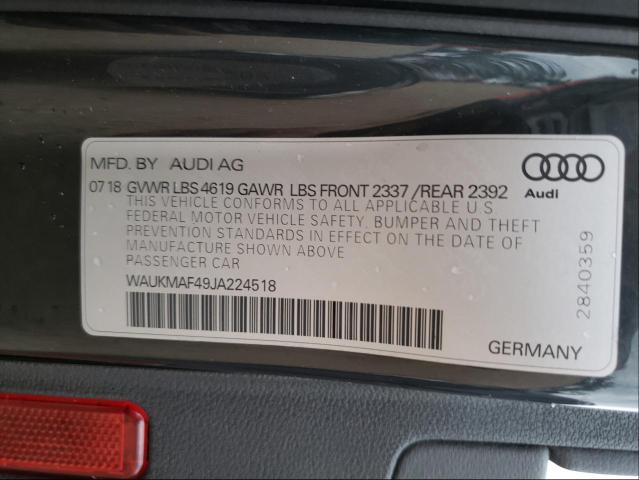 MFD. BY AUDI AG
07 18 GVWR LBS 4619 GAWR LBS FRONT 2337 /REAR 2392
THIS VEHICLE CONFORMS TO ALL APPLICABLE U.S.
FEDERAL MOTOR VEHICLE SAFETY, BUMPER AND THEFT
PREVENTION STANDARDS IN EFFECT ON THE DATE OF
MANUFACTURE SHOWN ABOVE
PASSENGER CAR
WAUKMAF49JA224518
Audi
2840359
GERMANY